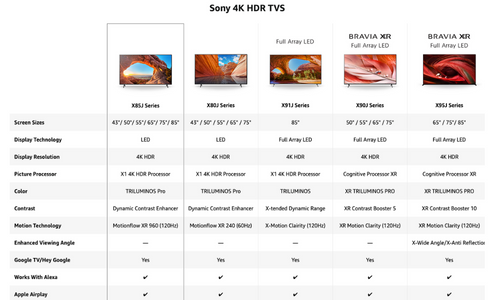 Sony 4K HDR TVS
Full Array LED
BRAVIA XR
Full Array LED
BRAVIA XR
Full Array LED
X85J Series X80J Series X91J Series X90J Series X95J Series
Screen Sizes 43"/ 50"/ 55"/ 65"/ 75"/ 85" 43" / 50" / 55" / 65" / 75" 85" 50" / 55" / 65" / 75" 65" / 75" / 85"
Display Technology LED LED Full Array LED Full Array LED Full Array LED
Display Resolution 4K HDR 4K HDR 4K HDR 4K HDR 4K HDR
Picture Processor X1 4K HDR Processor X1 4K HDR Processor X1 4K HDR Processor Cognitive Processor XR Cognitive Processor XR
Color TRILUMINOS Pro TRILUMINOS Pro TRILUMINOS Pro XR TRILUMINOS PRO XR TRILUMINOS PRO
Contrast Dynamic Contrast Enhancer Dynamic Contrast Enhancer X-tended Dynamic Range XR Contrast Booster 5 XR Contrast Booster 10
Motion Technology Motionflow XR 960 (120Hz) Motionflow XR 240 (60Hz) X-Motion Clairity (120Hz) XR Motion Clarity (120Hz) XR Motion Clarity (120Hz)
Enhanced Viewing Angle — — — — X-Wide Angle/X-Anti Reflection
Google TV/Hey Google Yes Yes Yes Yes Yes
Works With Alexa ✔ ✔ ✔ ✔ ✔
Apple Airplay ✔ ✔ ✔ ✔ ✔